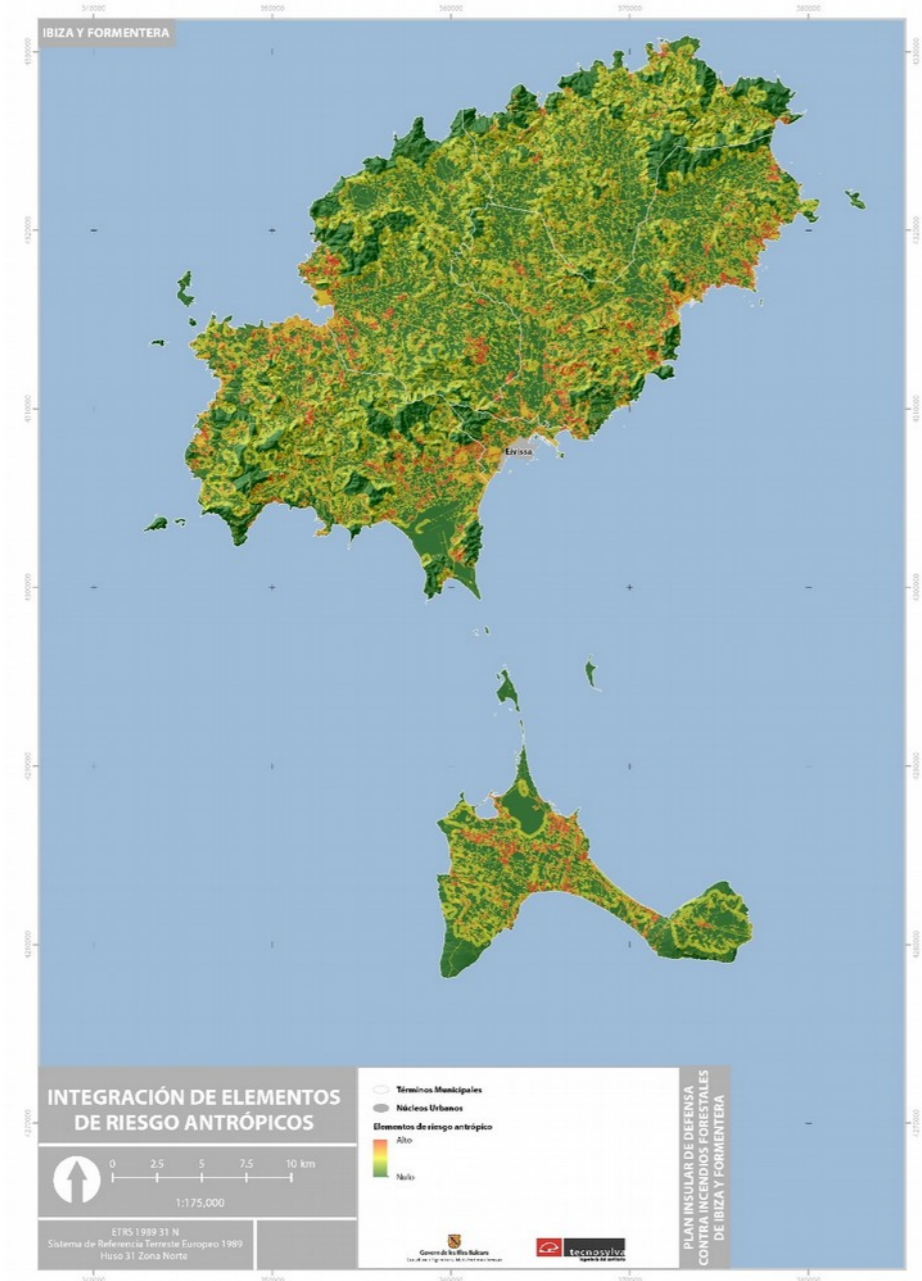 IBIZA Y FORMENTERA
Eivissa
INTEGRACIÓN DE ELEMENTOS
DE RIESGO ANTRÓPICOS
0 2.5 5 7.5 10 km
1:175,000
ETRS 1989 31 N
Sistema de Referencia Terreste Europeo 1989
Huso 31 Zona Norte
Términos Municipales
Núcleos Urbanos
Elementos de riesgo antrópico
Alto
Nulo
Govern de les Illes Balears
tecnosylva
PLAN INSULAR DE DEFENSA
CONTRA INCENDIOS FORESTALES
DE IBIZA Y FORMENTERA